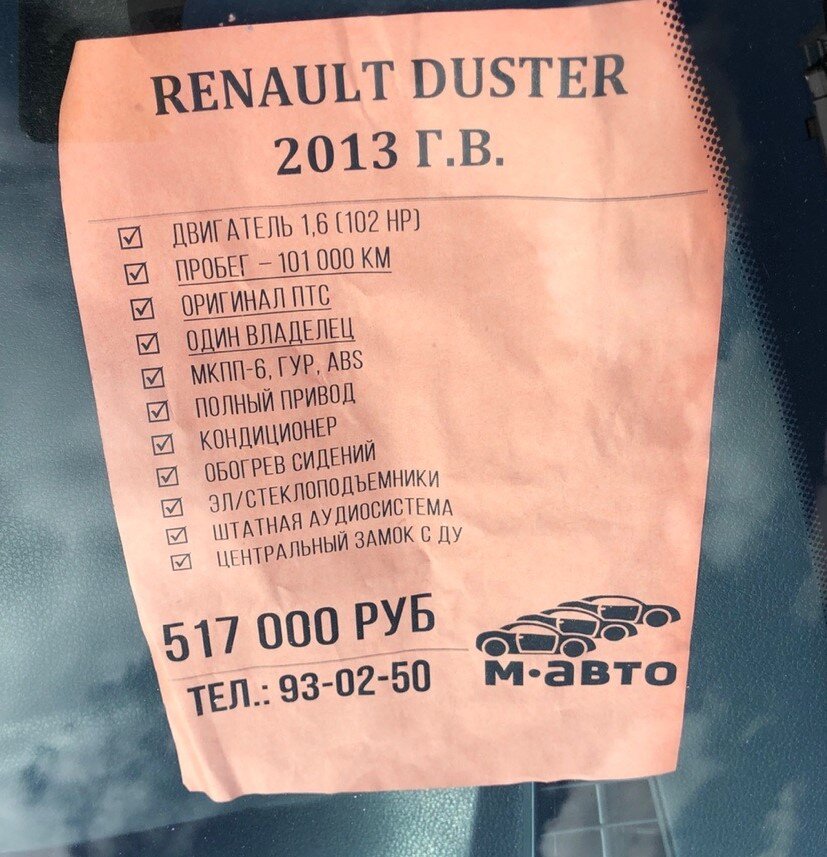 RENAULT DUSTER
2013 Г.В.
ДВИГАТЕЛЬ 1,6 (102 HP)
ПРОБЕГ – 101 000 КМ
ОРИГИНАЛ ПТС
ОДИН ВЛАДЕЛЕЦ
МКПП-6, ГУР, ABS
ПОЛНЫЙ ПРИВОД
КОНДИЦИОНЕР
ОБОГРЕВ СИДЕНИЙ
ЭЛ/СТЕКЛОПОДЪЕМНИКИ
ШТАТНАЯ АУДИОСИСТЕМА
ЦЕНТРАЛЬНЫЙ ЗАМОК С ДУ
517 000 РУБ
ТЕЛ.: 93-02-50
М·АВТО